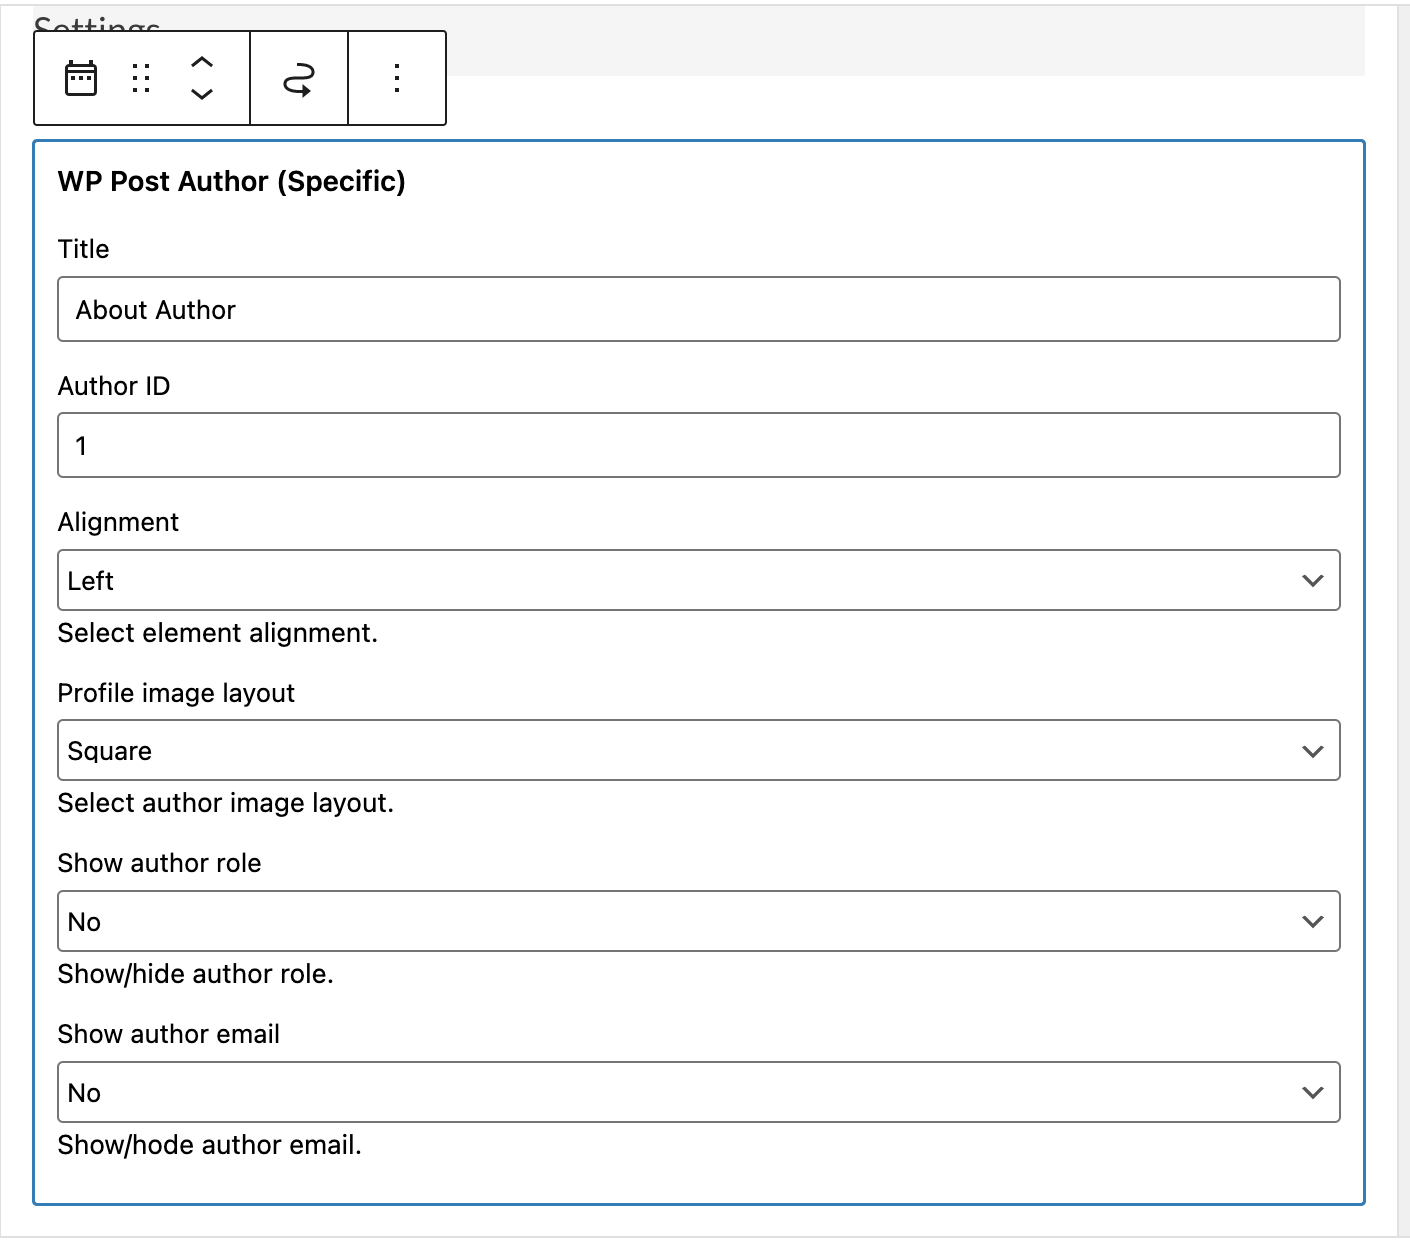 Settings
WP Post Author (Specific)
Title
About Author
Author ID
1
Alignment
Left
Select element alignment.
Profile image layout
Square
Select author image layout.
Show author role
No
Show/hide author role.
Show author email
No
Show/hode author email.